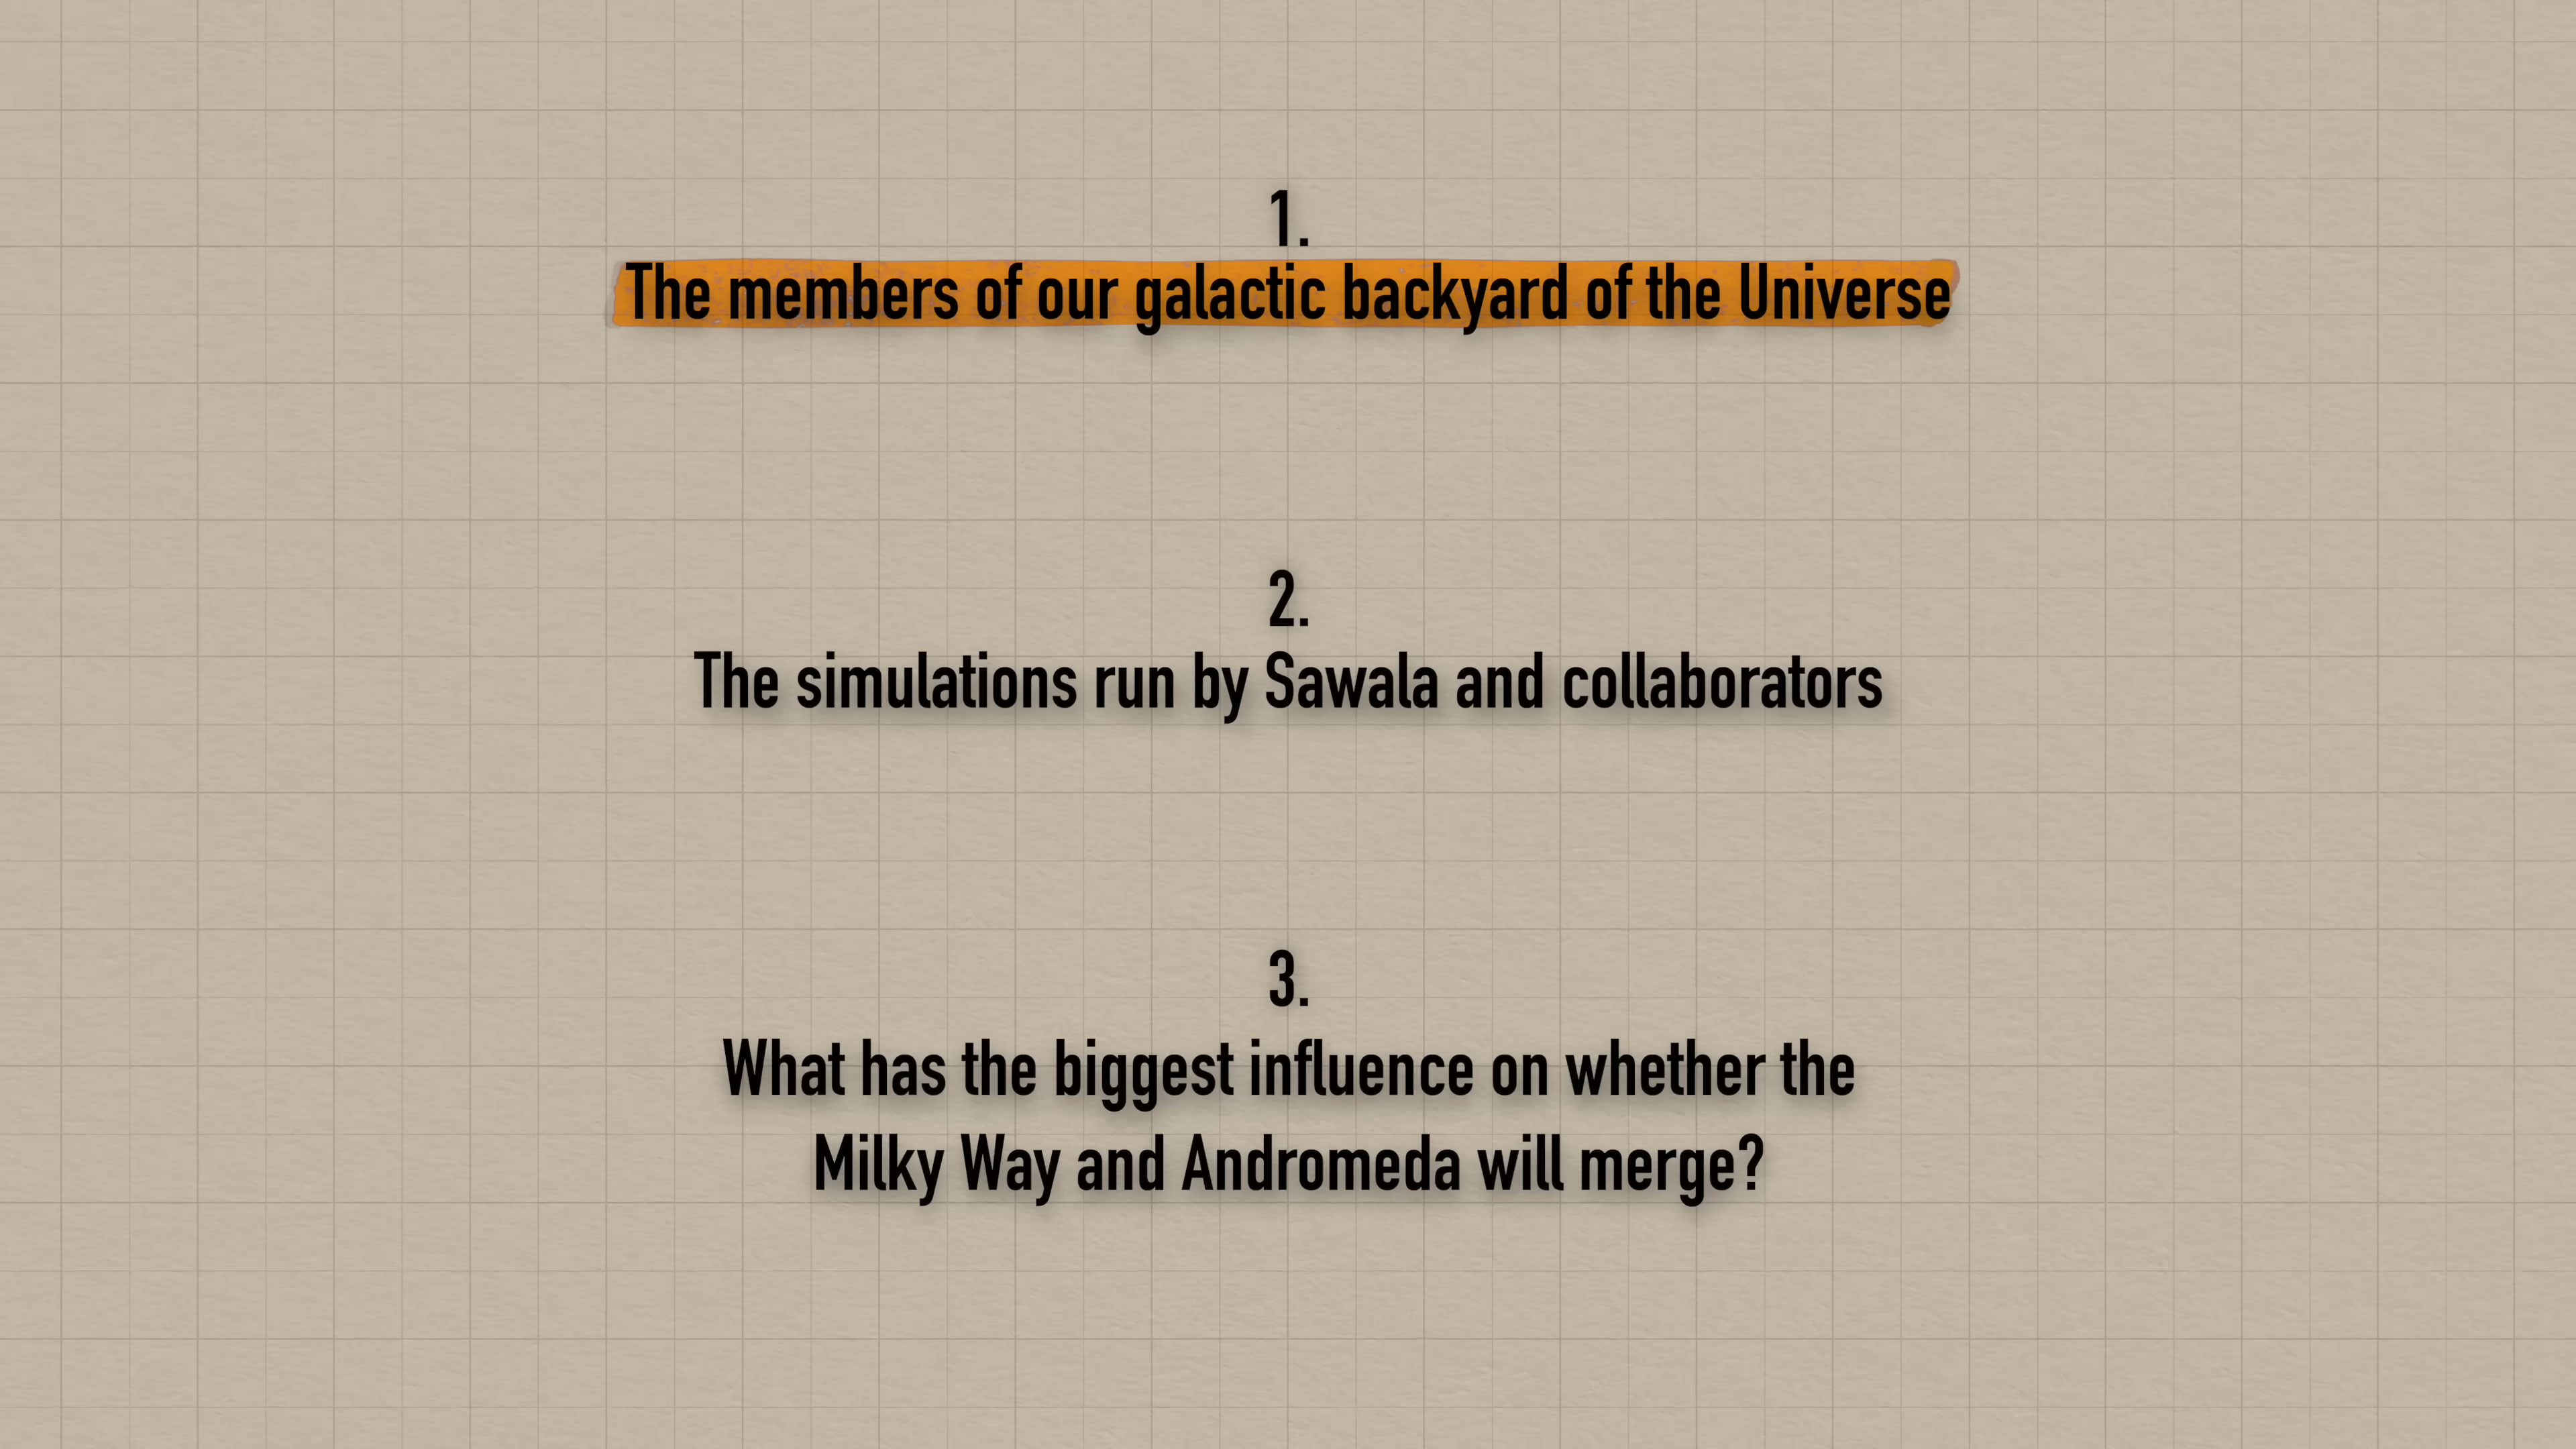 1.
The members of our galactic backyard of the Universe
2.
The simulations run by Sawala and collaborators
3.
What has the biggest influence on whether the
Milky Way and Andromeda will merge?